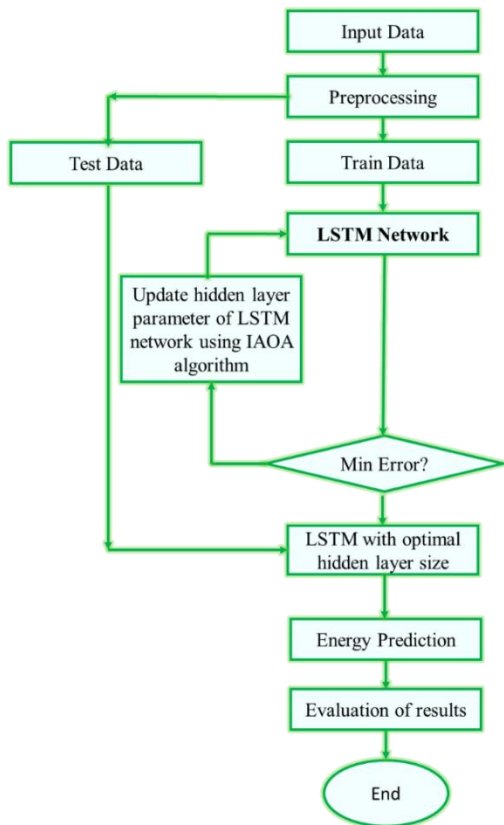 Input Data
Preprocessing
Test Data
Train Data
LSTM Network
Update hidden layer
parameter of LSTM
network using IAOA
algorithm
Min Error?
LSTM with optimal
hidden layer size
Energy Prediction
Evaluation of results
End